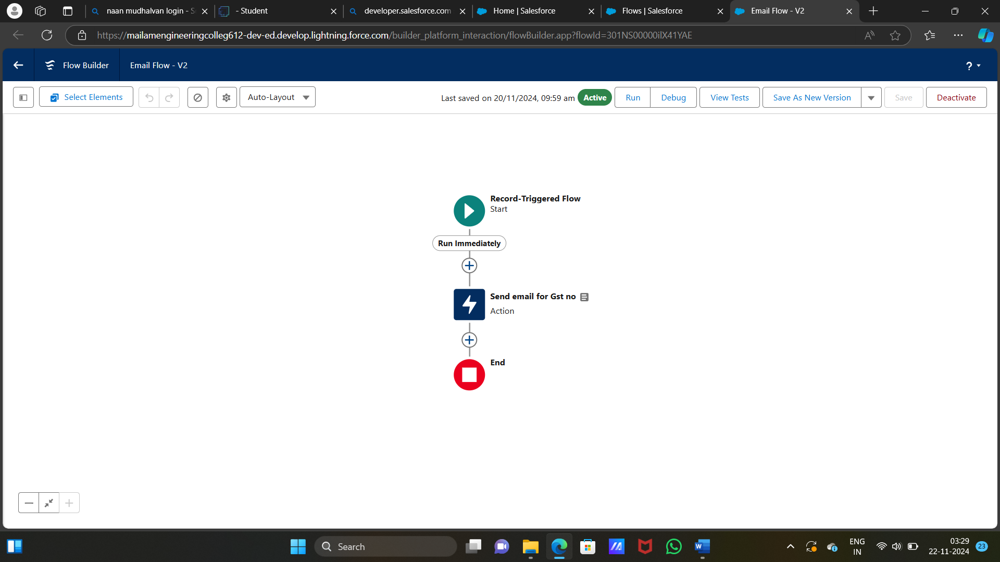 naan mudhalvan login - S
- Student
developer.salesforce.com
Home | Salesforce
Flows | Salesforce
Email Flow - V2
https://mailamengineeringcolleg612-dev-ed.develop.lightning.force.com/builder_platform_interaction/flowBuilder.app?flowId=301NS00000ilX41YAE
Flow Builder
Email Flow - V2
?
Select Elements
Auto-Layout
Last saved on 20/11/2024, 09:59 am
Active
Run
Debug
View Tests
Save As New Version
Save
Deactivate
Record-Triggered Flow
Start
Run Immediately
Send email for Gst no
Action
End
Search
ENG
IN
03:29
22-11-2024
23